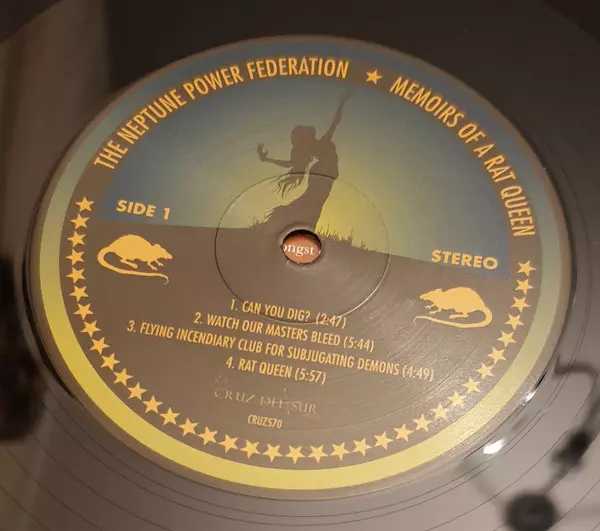 THE NEPTUNE POWER FEDERATION ★ MEMOIRS OF A RAT QUEEN
SIDE 1
STEREO
ongst
1. CAN YOU DIG? (2:47)
2. WATCH OUR MASTERS BLEED (5:44)
3. FLYING INCENDIARY CLUB FOR SUBJUGATING DEMONS (4:49)
4. RAT QUEEN (5:57)
CRUZ DEL SUR
CRUZ570